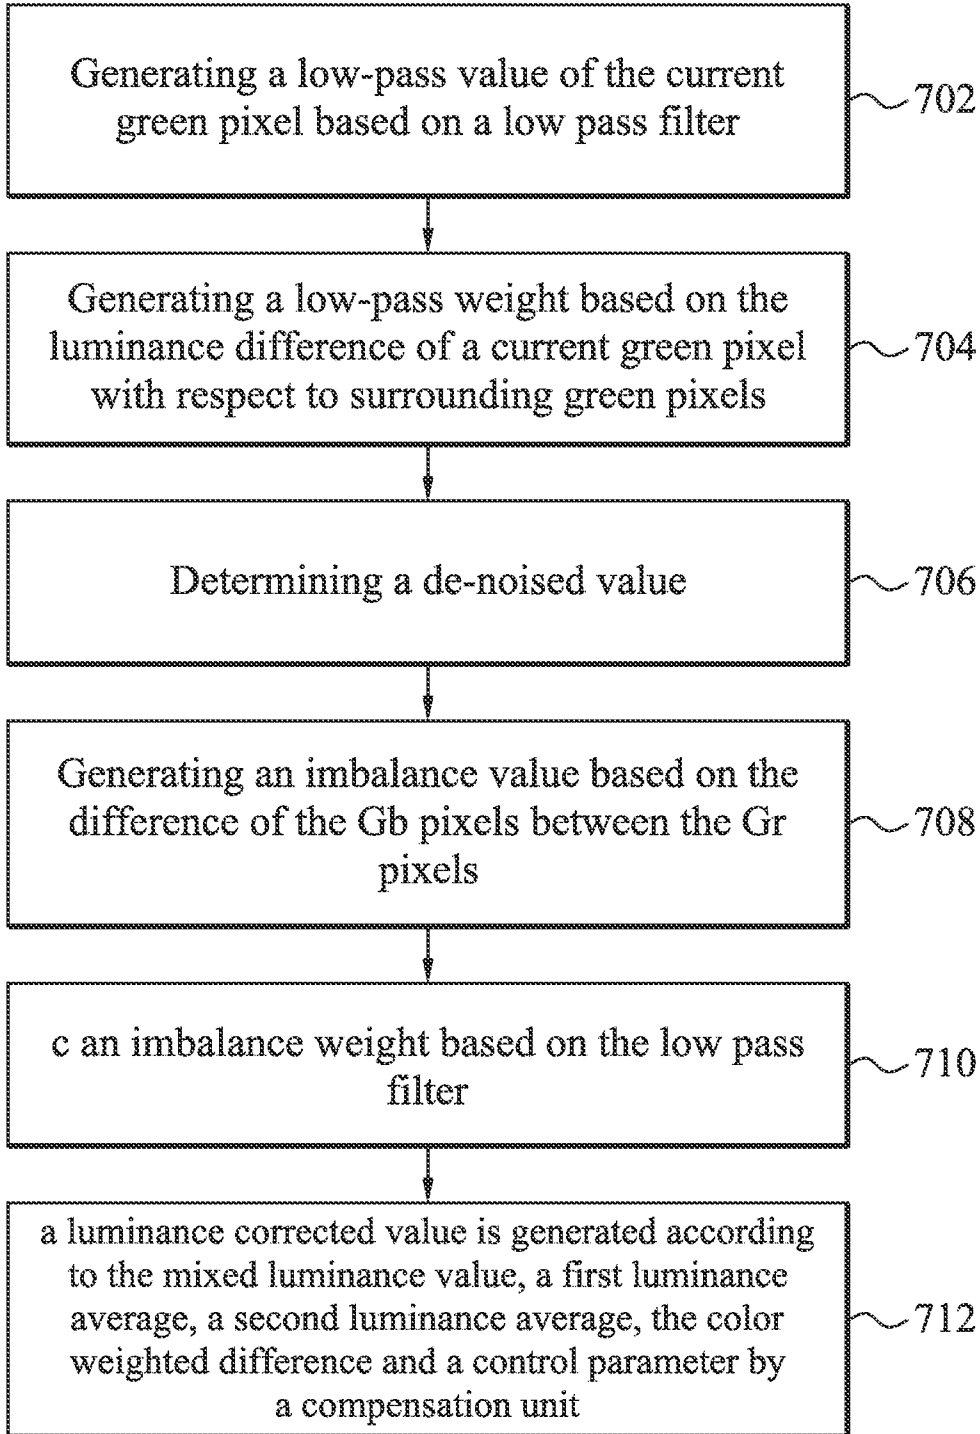 Generating a low-pass value of the current
green pixel based on a low pass filter
702
Generating a low-pass weight based on the
luminance difference of a current green pixel
with respect to surrounding green pixels
704
Determining a de-noised value
706
Generating an imbalance value based on the
difference of the Gb pixels between the Gr
pixels
708
c an imbalance weight based on the low pass
filter
710
a luminance corrected value is generated according
to the mixed luminance value, a first luminance
average, a second luminance average, the color
weighted difference and a control parameter by
a compensation unit
712